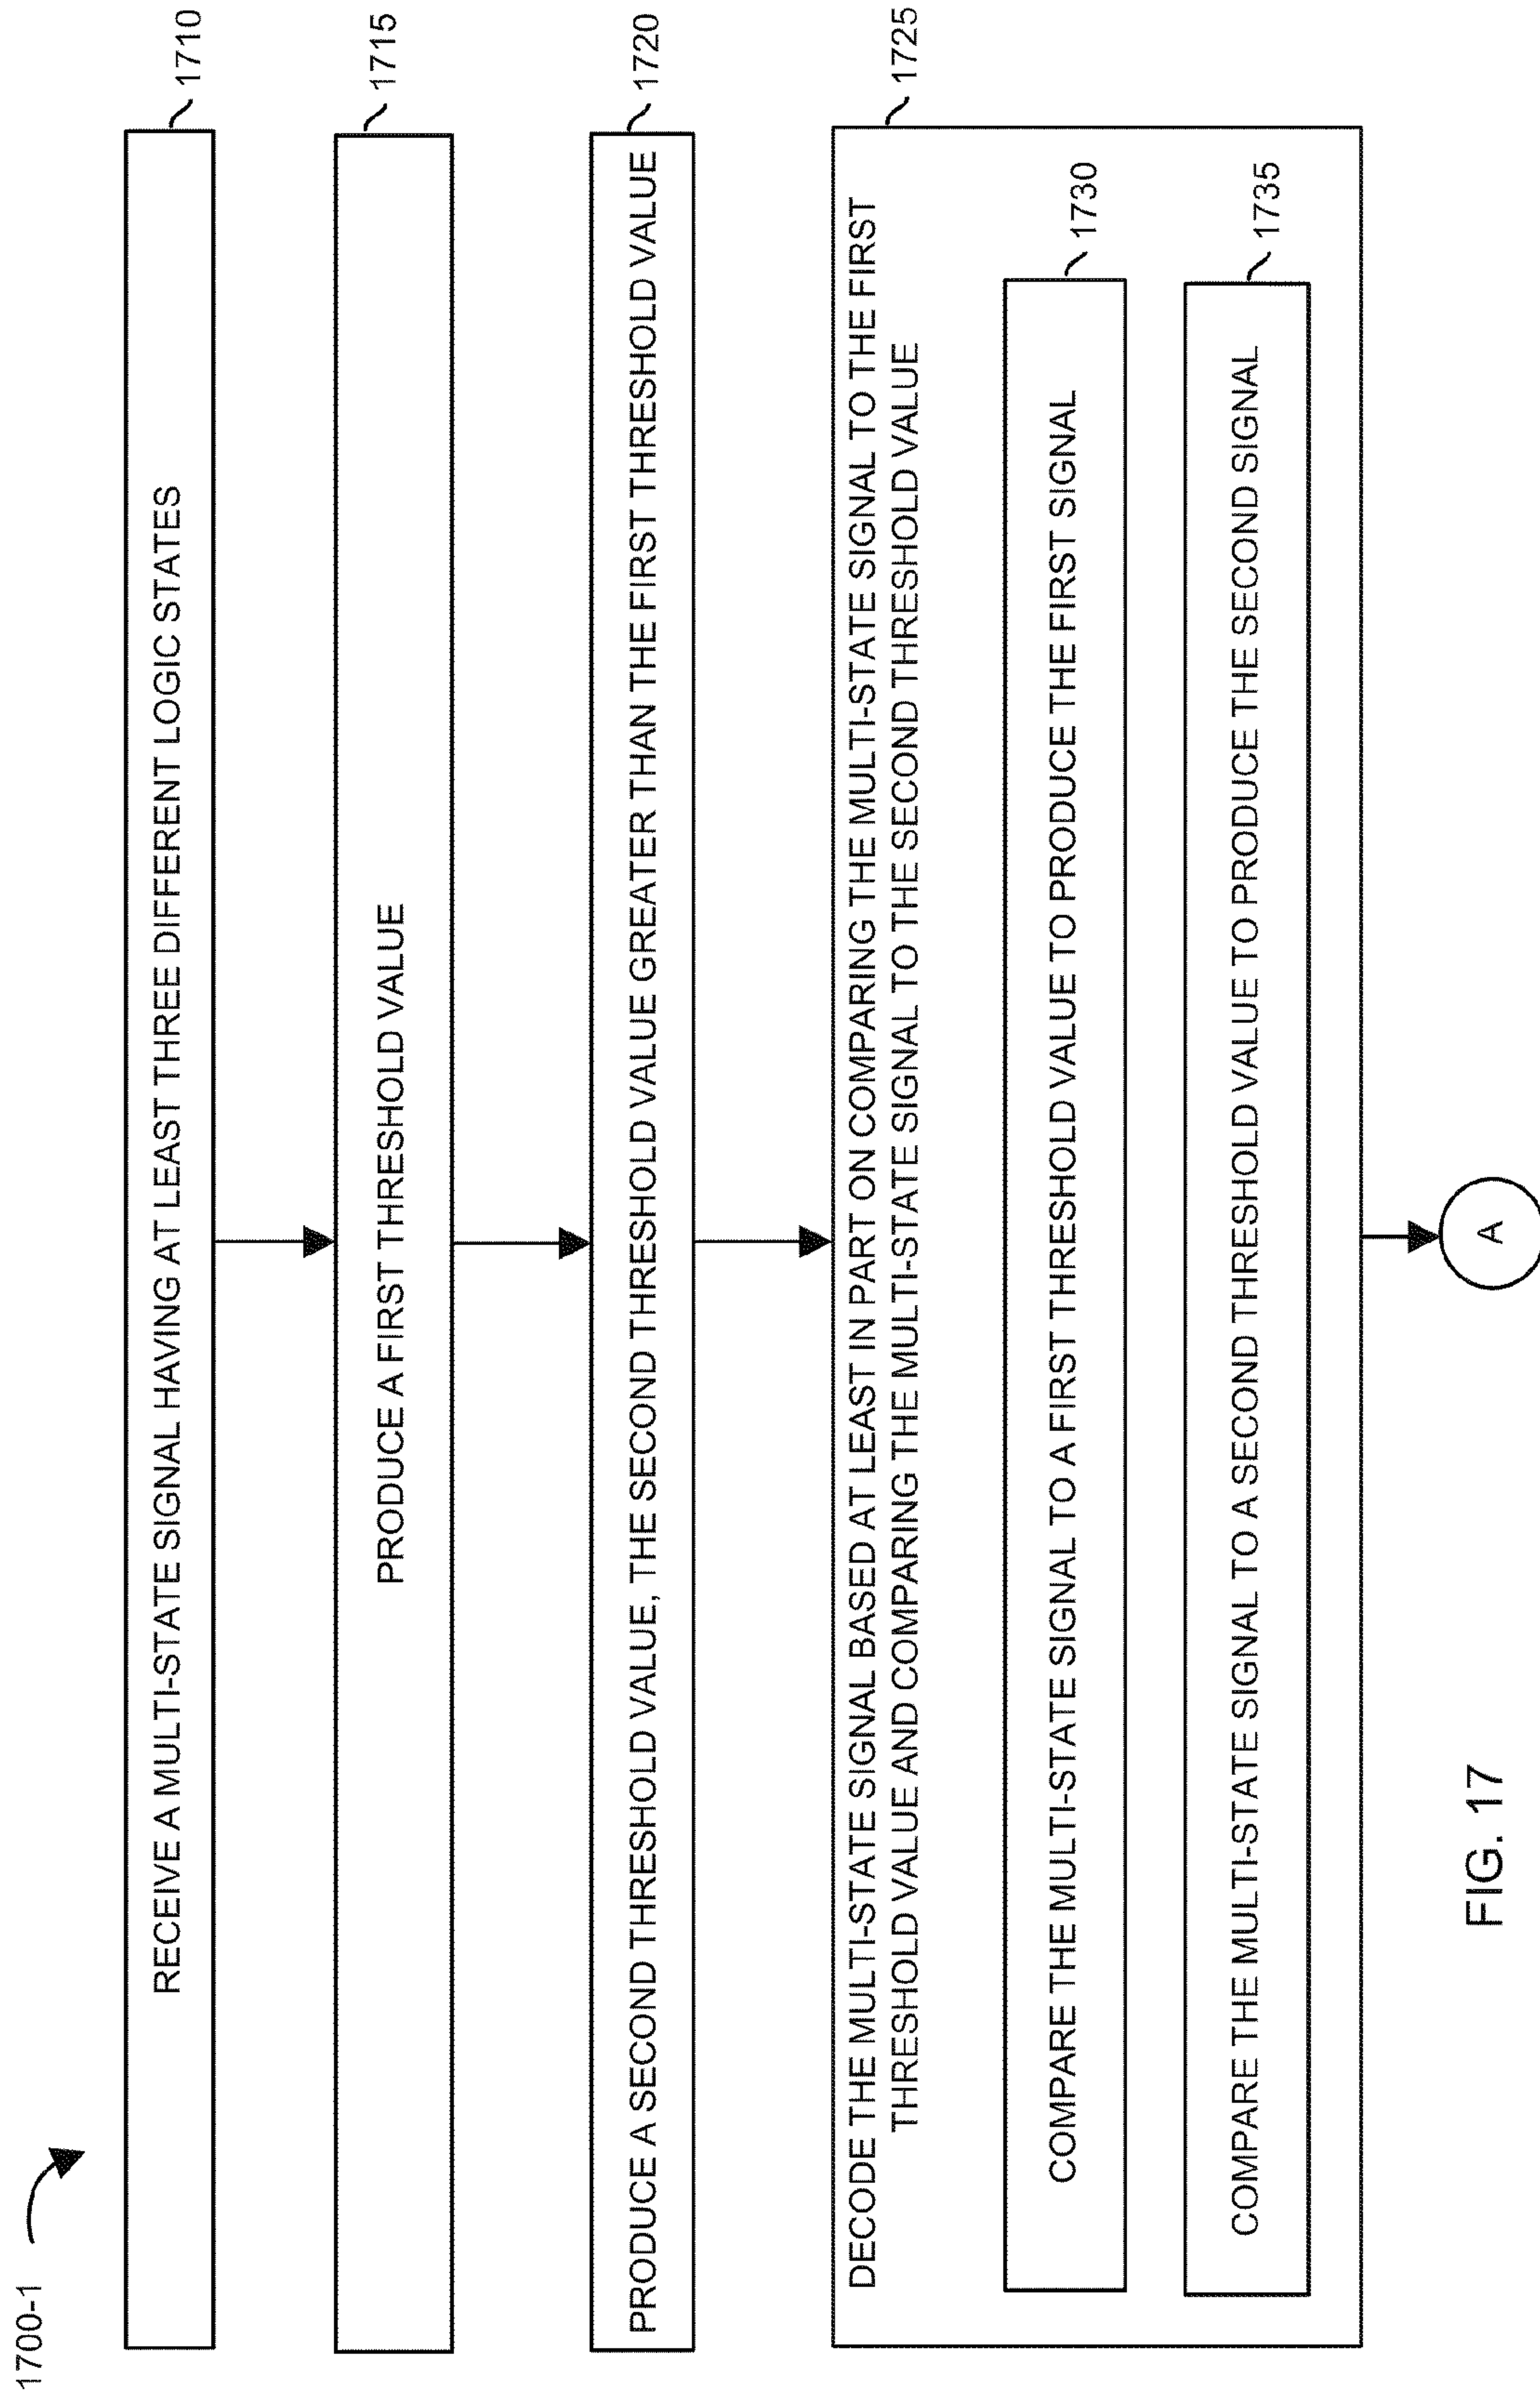 1700-1
RECEIVE A MULTI-STATE SIGNAL HAVING AT LEAST THREE DIFFERENT LOGIC STATES
1710
PRODUCE A FIRST THRESHOLD VALUE
1715
PRODUCE A SECOND THRESHOLD VALUE, THE SECOND THRESHOLD VALUE GREATER THAN THE FIRST THRESHOLD VALUE
1720
DECODE THE MULTI-STATE SIGNAL BASED AT LEAST IN PART ON COMPARING THE MULTI-STATE SIGNAL TO THE FIRST
THRESHOLD VALUE AND COMPARING THE MULTI-STATE SIGNAL TO THE SECOND THRESHOLD VALUE
1725
COMPARE THE MULTI-STATE SIGNAL TO A FIRST THRESHOLD VALUE TO PRODUCE THE FIRST SIGNAL
1730
COMPARE THE MULTI-STATE SIGNAL TO A SECOND THRESHOLD VALUE TO PRODUCE THE SECOND SIGNAL
1735
A
FIG. 17